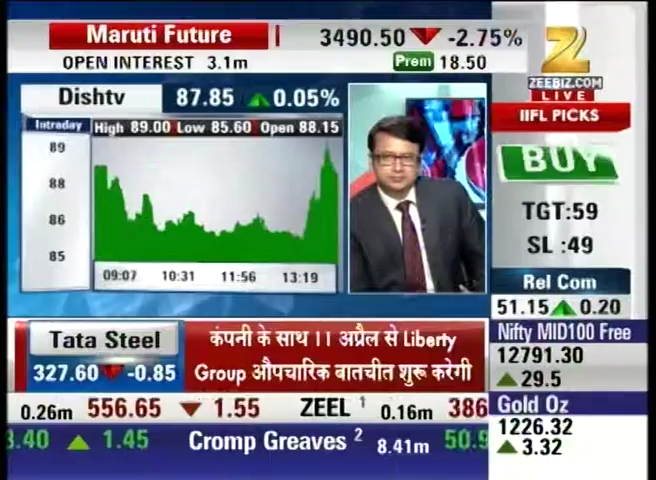 Maruti Future 3490.50 -2.75%
OPEN INTEREST 3.1m Prem 18.50
Z
ZEEBIZ.COM
LIVE
Dishtv 87.85 0.05%
Intraday High 89.00 Low 85.60 Open 88.15
89
88
86
85
09:07 10:31 11:56 13:19
IIFL PICKS
BUY
TGT:59
SL :49
Rel Com
51.15 0.20
Tata Steel
327.60 -0.85
कंपनी के साथ 11 अप्रैल से Liberty
Group औपचारिक बातचीत शुरू करेगी
Nifty MID100 Free
12791.30
29.5
Gold Oz
1226.32
3.32
0.26m 556.65 1.55 ZEEL 1 0.16m 386
3.40 1.45 Cromp Greaves 2 8.41m 50.9